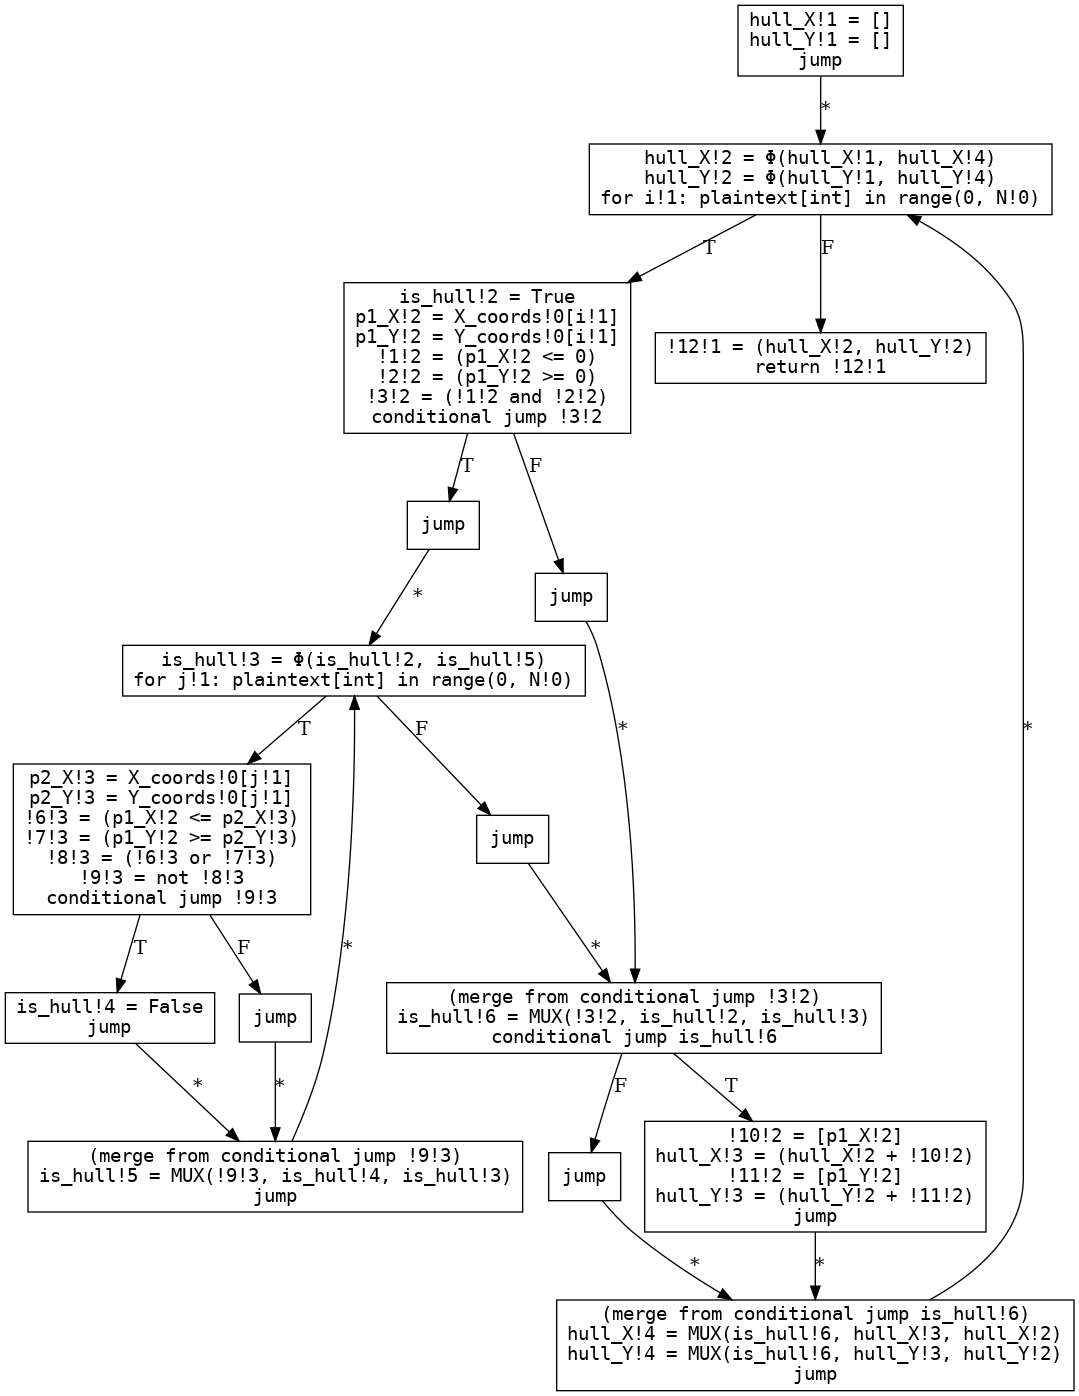 hull_X!1 = []
hull_Y!1 = []
jump
*
hull_X!2 = Φ(hull_X!1, hull_X!4)
hull_Y!2 = Φ(hull_Y!1, hull_Y!4)
for i!1: plaintext[int] in range(0, N!0)
T
F
is_hull!2 = True
p1_X!2 = X_coords!0[i!1]
p1_Y!2 = Y_coords!0[i!1]
!1!2 = (p1_X!2 <= 0)
!2!2 = (p1_Y!2 >= 0)
!3!2 = (!1!2 and !2!2)
conditional jump !3!2
!12!1 = (hull_X!2, hull_Y!2)
return !12!1
T
F
jump
jump
*
is_hull!3 = Φ(is_hull!2, is_hull!5)
for j!1: plaintext[int] in range(0, N!0)
T
F
*
*
p2_X!3 = X_coords!0[j!1]
p2_Y!3 = Y_coords!0[j!1]
!6!3 = (p1_X!2 <= p2_X!3)
!7!3 = (p1_Y!2 >= p2_Y!3)
!8!3 = (!6!3 or !7!3)
!9!3 = not !8!3
conditional jump !9!3
jump
T
F
*
*
is_hull!4 = False
jump
jump
(merge from conditional jump !3!2)
is_hull!6 = MUX(!3!2, is_hull!2, is_hull!3)
conditional jump is_hull!6
*
*
F
T
(merge from conditional jump !9!3)
is_hull!5 = MUX(!9!3, is_hull!4, is_hull!3)
jump
jump
!10!2 = [p1_X!2]
hull_X!3 = (hull_X!2 + !10!2)
!11!2 = [p1_Y!2]
hull_Y!3 = (hull_Y!2 + !11!2)
jump
*
*
(merge from conditional jump is_hull!6)
hull_X!4 = MUX(is_hull!6, hull_X!3, hull_X!2)
hull_Y!4 = MUX(is_hull!6, hull_Y!3, hull_Y!2)
jump